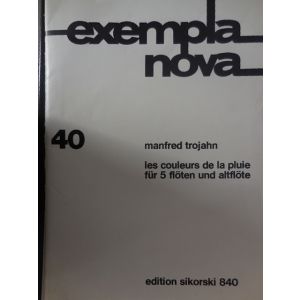 exempla
nova
40
manfred trojahn
les couleurs de la pluie
für 5 flöten und altflöte
edition sikorski 840